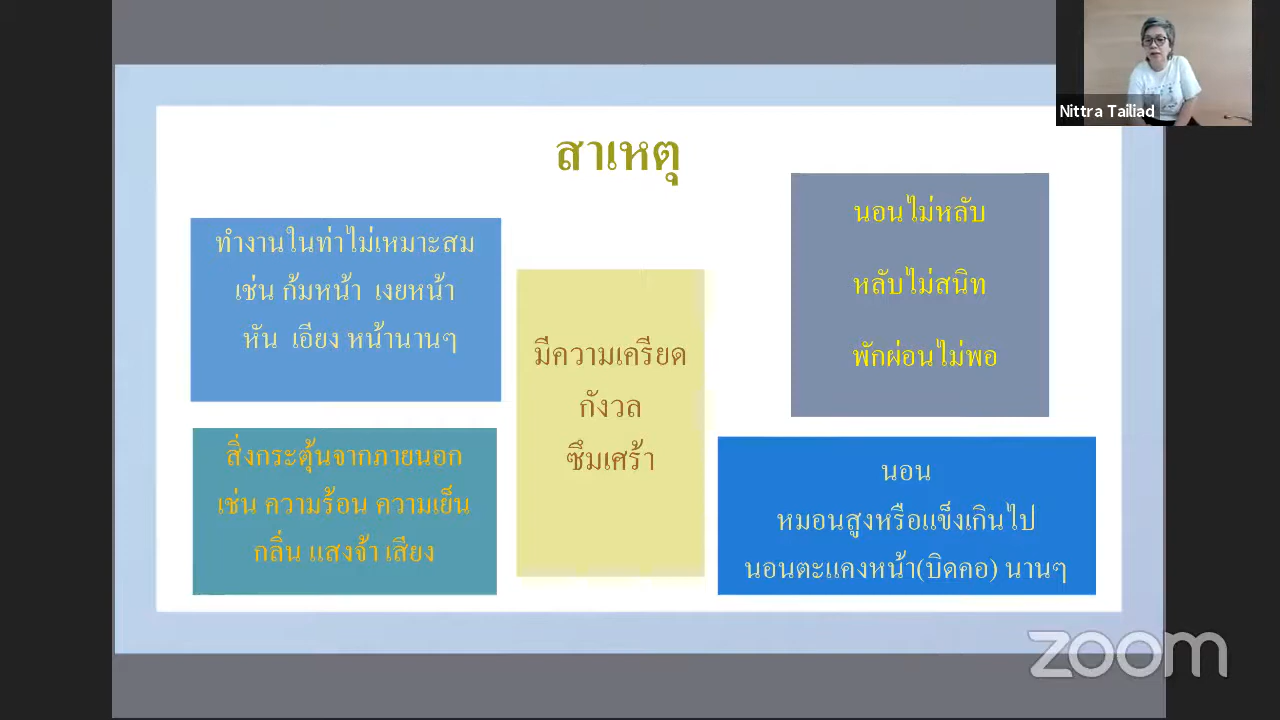 Nittra Tailiad
สาเหตุ
ทำงานในท่าไม่เหมาะสม
เช่น ก้มหน้า เงยหน้า
หัน เอียง หน้านานๆ
สิ่งกระตุ้นจากภายนอก
เช่น ความร้อน ความเย็น
กลิ่น แสงจ้า เสียง
มีความเครียด
กังวล
ซึมเศร้า
นอนไม่หลับ
หลับไม่สนิท
พักผ่อนไม่พอ
นอน
หมอนสูงหรือแข็งเกินไป
นอนตะแคงหน้า(บิดคอ) นานๆ
zoom